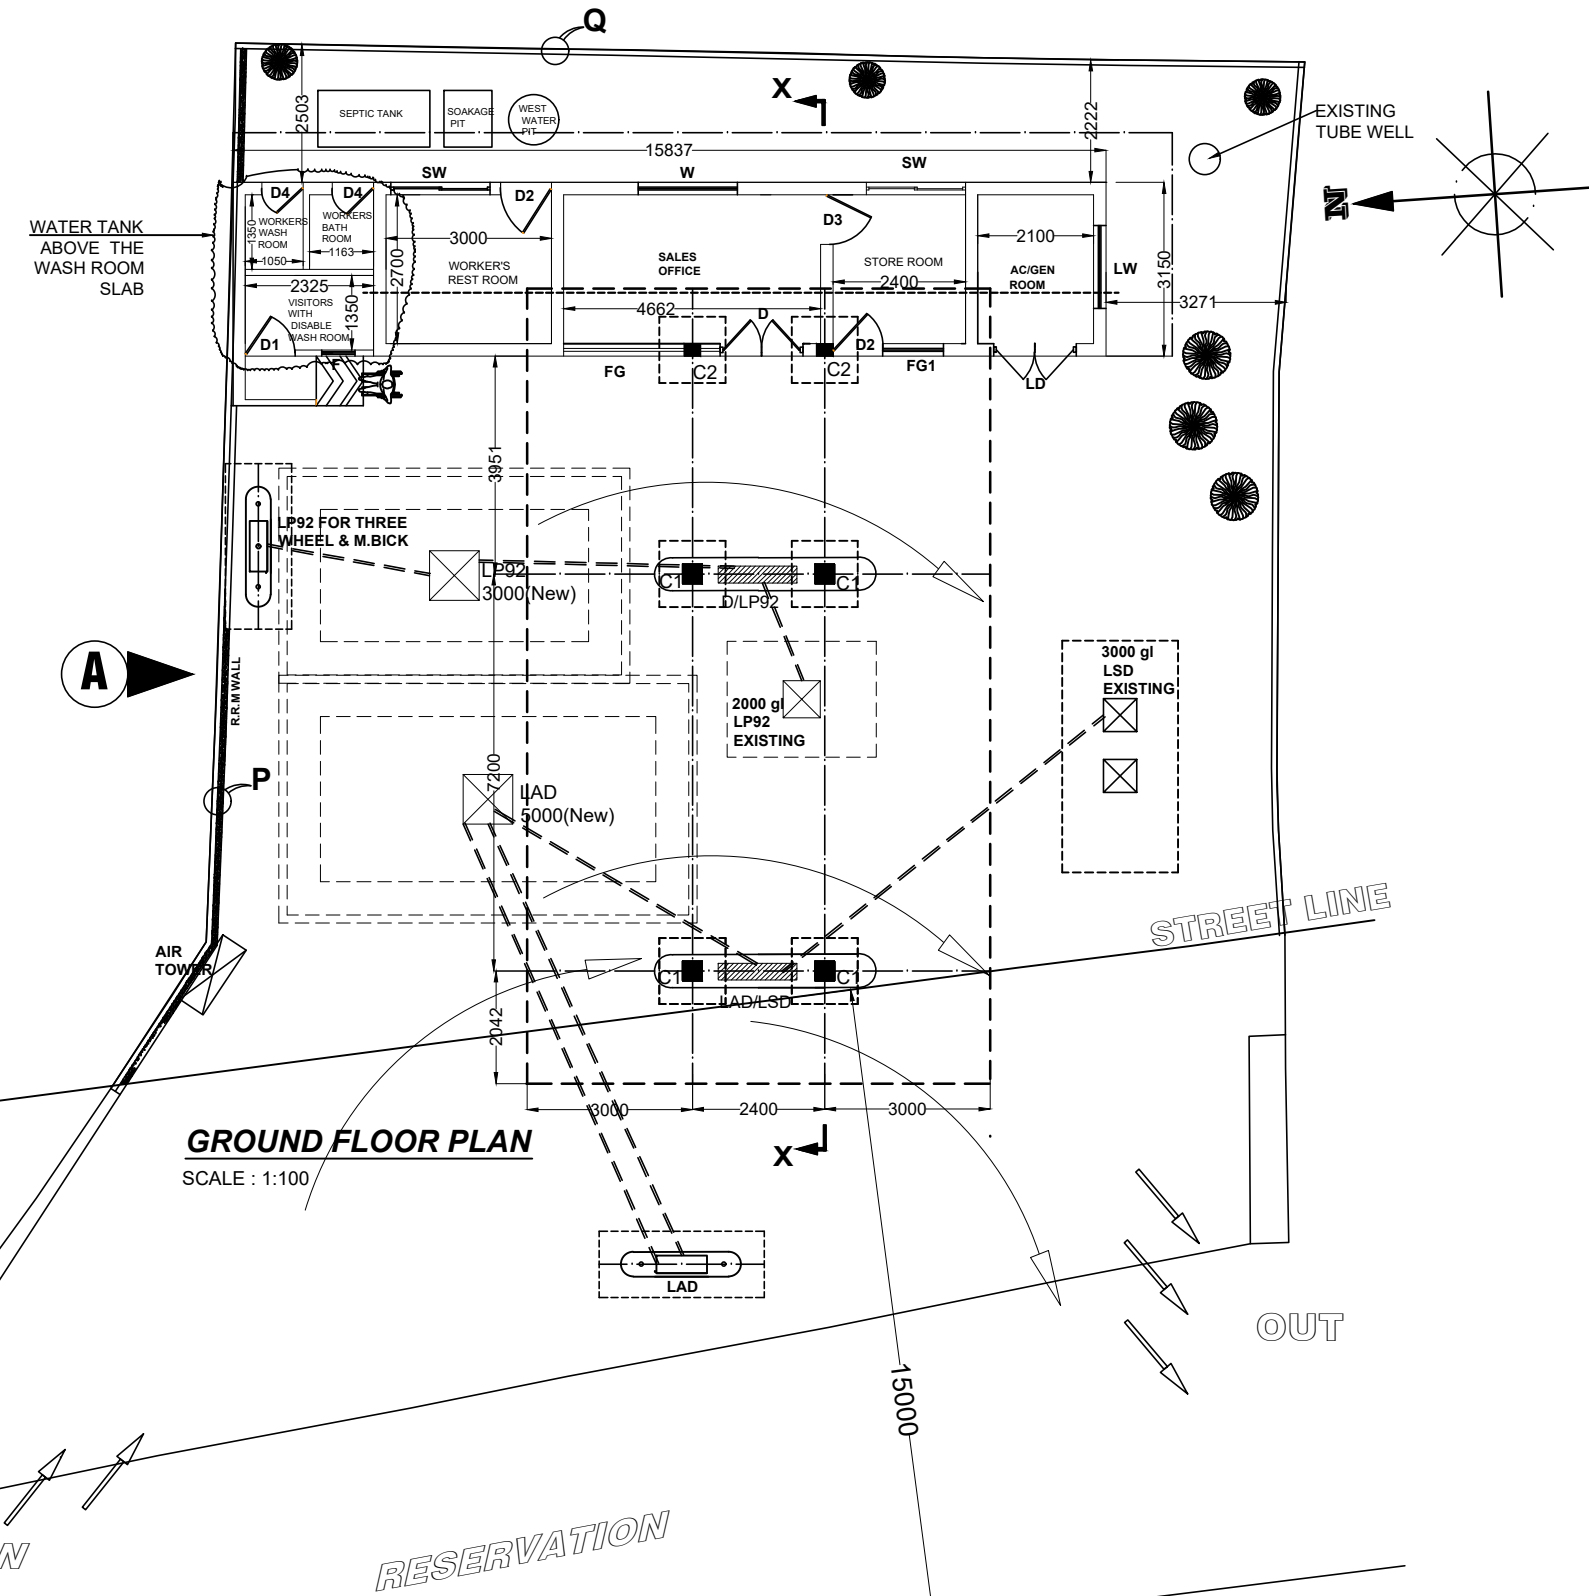 Q
X
2503
SEPTIC TANK
SOAKAGE
PIT
WEST
WATER
PIT
2222
EXISTING
TUBE WELL
15837
SW
W
SW
D4
D4
D2
D3
N
WATER TANK
ABOVE THE
WASH ROOM
SLAB
1350
WORKERS
WASH
ROOM
1050
WORKERS
BATH
ROOM
1163
2700
3000
WORKER'S
REST ROOM
SALES
OFFICE
STORE ROOM
2400
2100
AC/GEN
ROOM
LW
3150
3271
2325
VISITORS
WITH
DISABLE
WASH ROOM
1350
4662
D
D1
F
D2
FG
C2
C2
FG1
LD
3951
LP92 FOR THREE
WHEEL & M.BICK
LP92
3000(New)
C1
C1
D/LP92
A
R.R.M WALL
2000 gl
LP92
EXISTING
3000 gl
LSD
EXISTING
P
7200
LAD
5000(New)
STREET LINE
AIR
TOWER
C1
C1
LAD/LSD
2042
3000
2400
3000
GROUND FLOOR PLAN
SCALE : 1:100
X
LAD
OUT
15000
RESERVATION
N